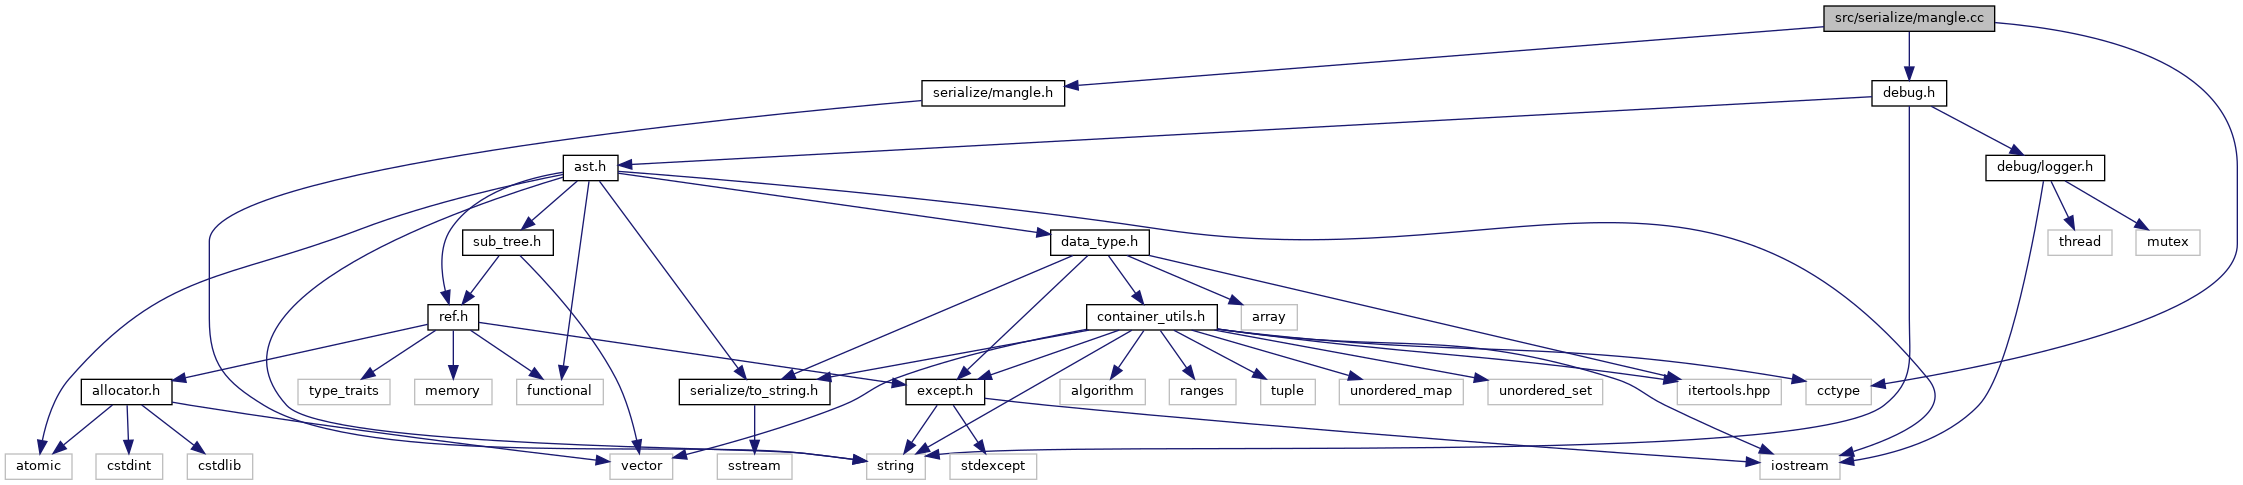 src/serialize/mangle.cc
serialize/mangle.h
debug.h
ast.h
debug/logger.h
sub_tree.h
data_type.h
thread
mutex
ref.h
container_utils.h
array
allocator.h
type_traits
memory
functional
serialize/to_string.h
except.h
algorithm
ranges
tuple
unordered_map
unordered_set
itertools.hpp
cctype
atomic
cstdint
cstdlib
vector
sstream
string
stdexcept
iostream